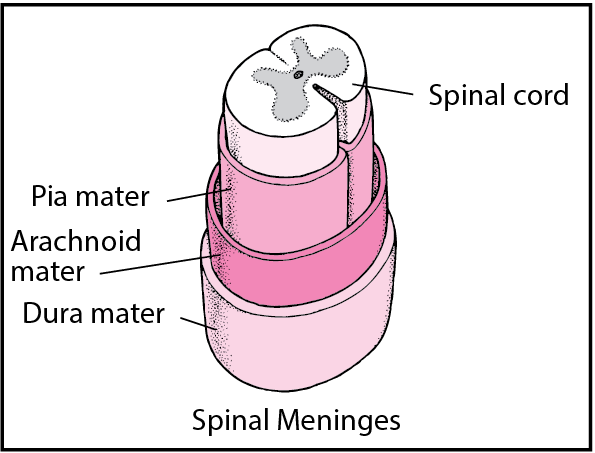 Spinal cord
Pia mater
Arachnoid
mater
Dura mater
Spinal Meninges